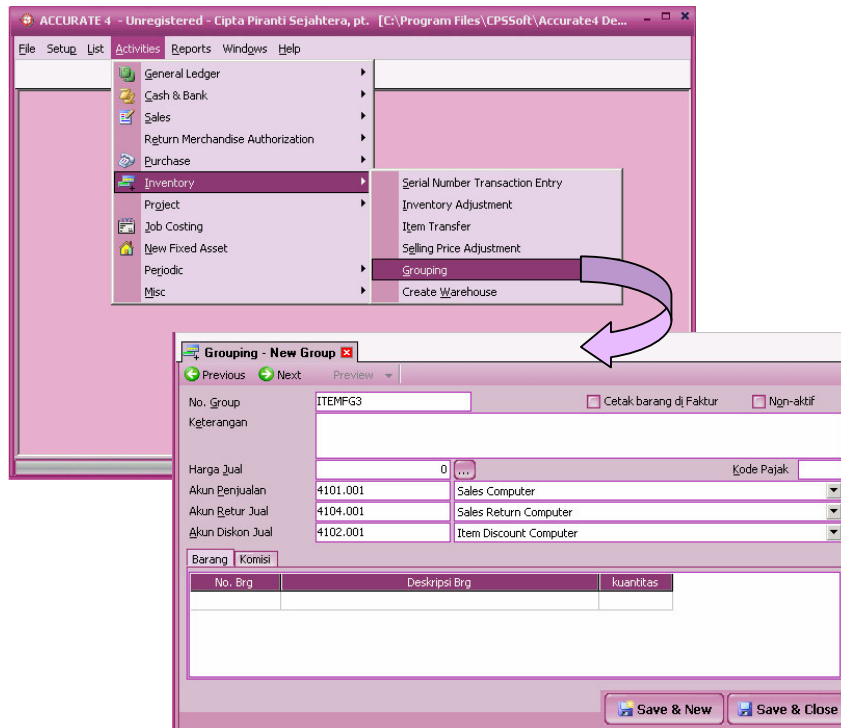 ACCURATE 4 - Unregistered - Cipta Piranti Sejahtera, pt. [C:\Program Files\CPSSoft\Accurate4 De...
File Setup List Activities Reports Windows Help
General Ledger
Cash & Bank
Sales
Return Merchandise Authorization
Purchase
Inventory
Project
Job Costing
New Fixed Asset
Periodic
Misc
Serial Number Transaction Entry
Inventory Adjustment
Item Transfer
Selling Price Adjustment
Grouping
Create Warehouse
Grouping - New Group
Previous Next Preview
No. Group ITEMFG3 Cetak barang di Faktur Non-aktif
Keterangan
Harga Jual 0 ... Kode Pajak
Akun Penjualan 4101.001 Sales Computer
Akun Retur Jual 4104.001 Sales Return Computer
Akun Diskon Jual 4102.001 Item Discount Computer
Barang Komisi
No. Brg Deskripsi Brg kuantitas
Save & New Save & Close